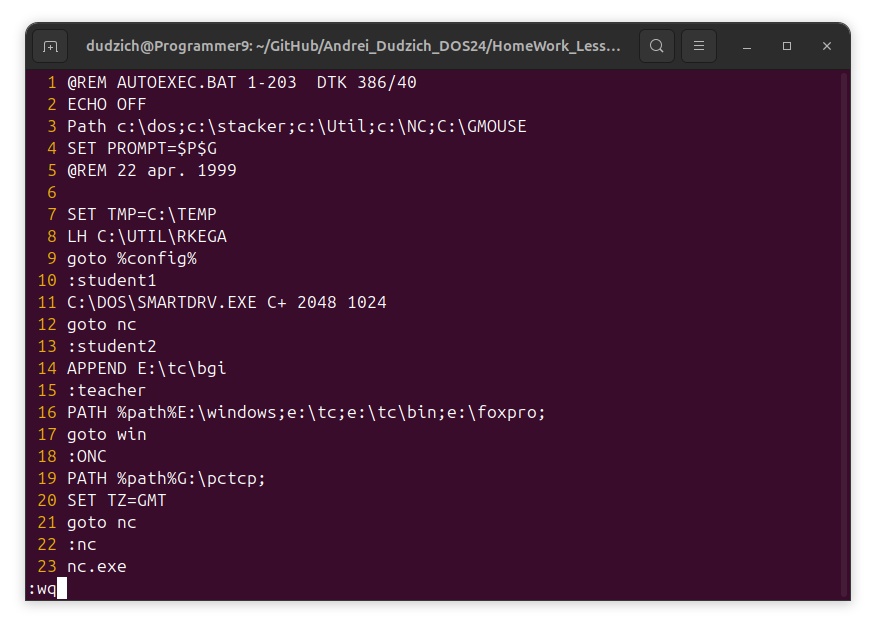 dudzich@Programmer9: ~/GitHub/Andrei_Dudzich_DOS24/HomeWork_Less...
1 @REM AUTOEXEC.BAT 1-203  DTK 386/40
2 ECHO OFF
3 Path c:\dos;c:\stacker;c:\Util;c:\NC;C:\GMOUSE
4 SET PROMPT=$P$G
5 @REM 22 apr. 1999
6
7 SET TMP=C:\TEMP
8 LH C:\UTIL\RKEGA
9 goto %config%
10 :student1
11 C:\DOS\SMARTDRV.EXE C+ 2048 1024
12 goto nc
13 :student2
14 APPEND E:\tc\bgi
15 :teacher
16 PATH %path%E:\windows;e:\tc;e:\tc\bin;e:\foxpro;
17 goto win
18 :ONC
19 PATH %path%G:\pctcp;
20 SET TZ=GMT
21 goto nc
22 :nc
23 nc.exe
:wq